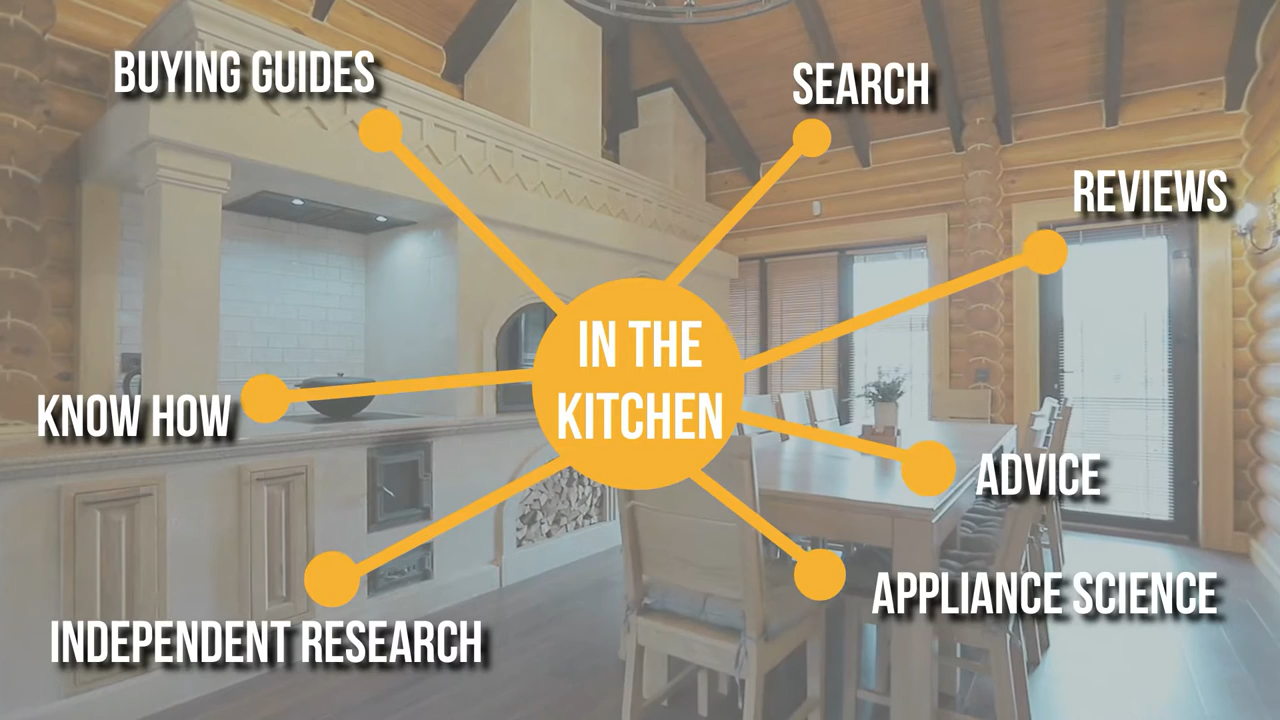 BUYING GUIDES
SEARCH
REVIEWS
IN THE
KITCHEN
KNOW HOW
ADVICE
APPLIANCE SCIENCE
INDEPENDENT RESEARCH